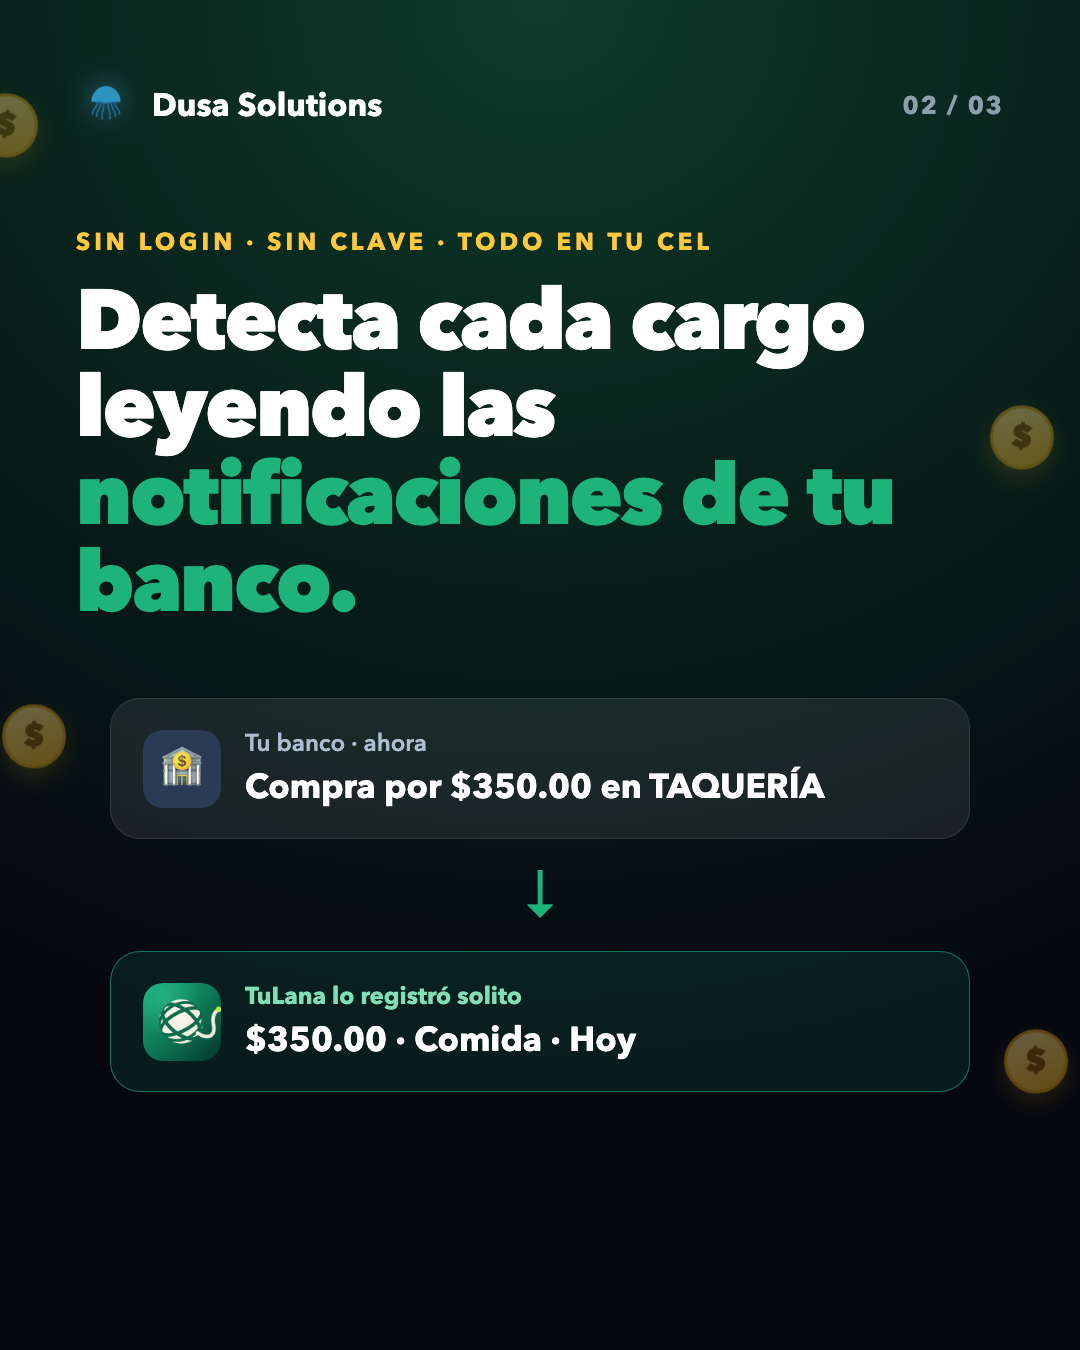 Dusa Solutions
02 / 03
SIN LOGIN · SIN CLAVE · TODO EN TU CEL
Detecta cada cargo
leyendo las
notificaciones de tu
banco.
Tu banco · ahora
Compra por $350.00 en TAQUERÍA
↓
TuLana lo registró solito
$350.00 · Comida · Hoy
$
$
$
$
$